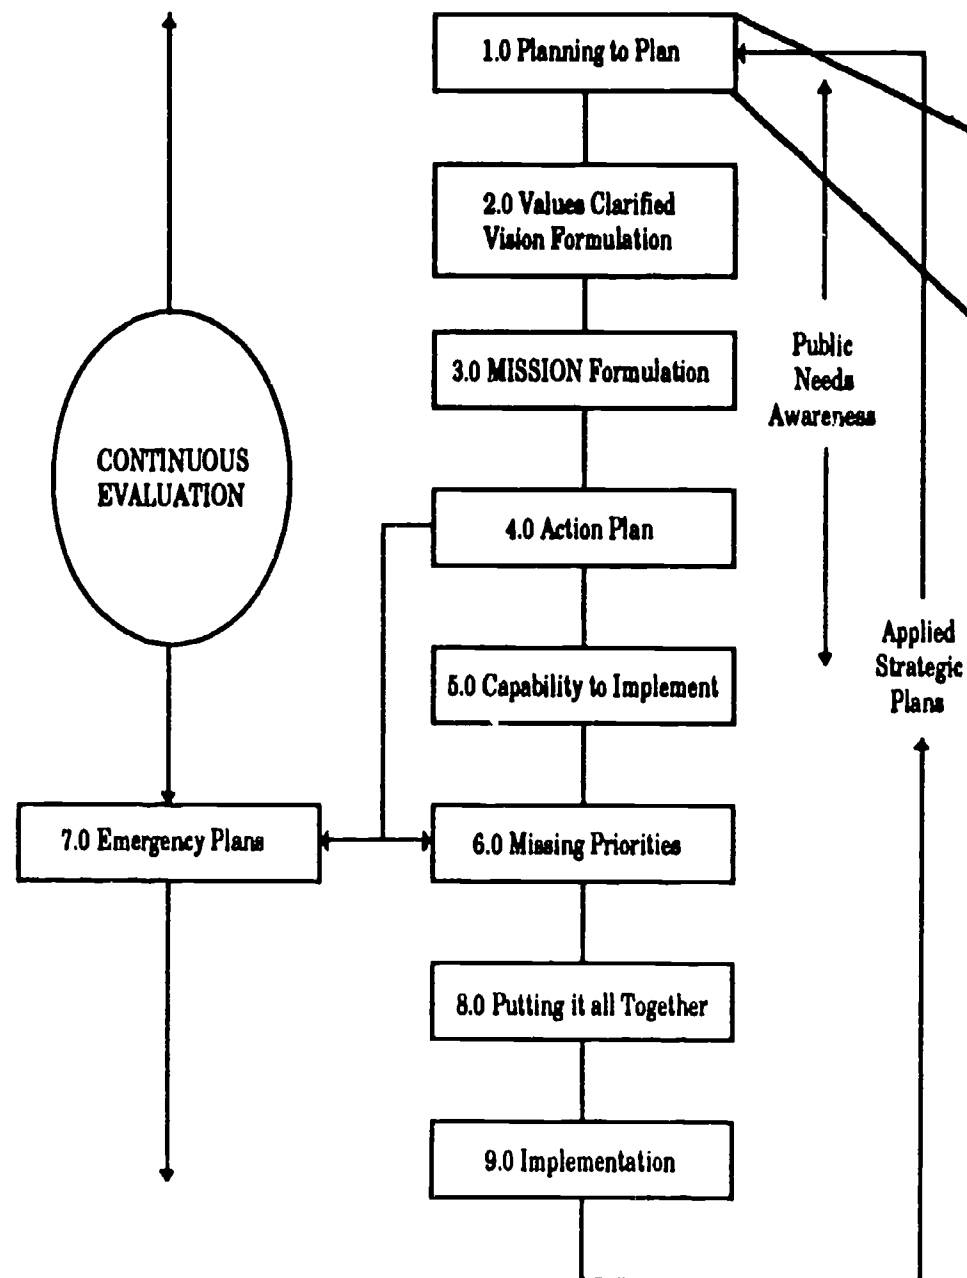 1.0 Planning to Plan
2.0 Values Clarified
Vision Formulation
3.0 MISSION Formulation
Public
Needs
Awareness
CONTINUOUS
EVALUATION
4.0 Action Plan
Applied
Strategic
Plans
5.0 Capability to Implement
7.0 Emergency Plans
6.0 Missing Priorities
8.0 Putting it all Together
9.0 Implementation